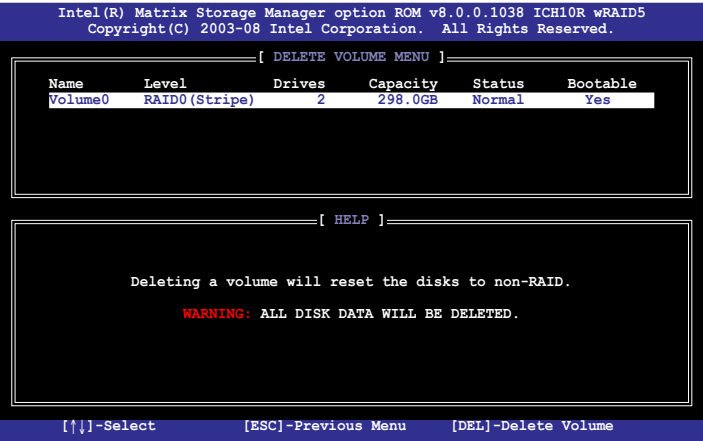 Intel(R) Matrix Storage Manager option ROM v8.0.0.1038 ICH10R wRAID5
Copyright(C) 2003-08 Intel Corporation. All Rights Reserved.
[ DELETE VOLUME MENU ]
Name Level Drives Capacity Status Bootable
Volume0 RAID0(Stripe) 2 298.0GB Normal Yes
[ HELP ]
Deleting a volume will reset the disks to non-RAID.
WARNING: ALL DISK DATA WILL BE DELETED.
[↑↓]-Select [ESC]-Previous Menu [DEL]-Delete Volume